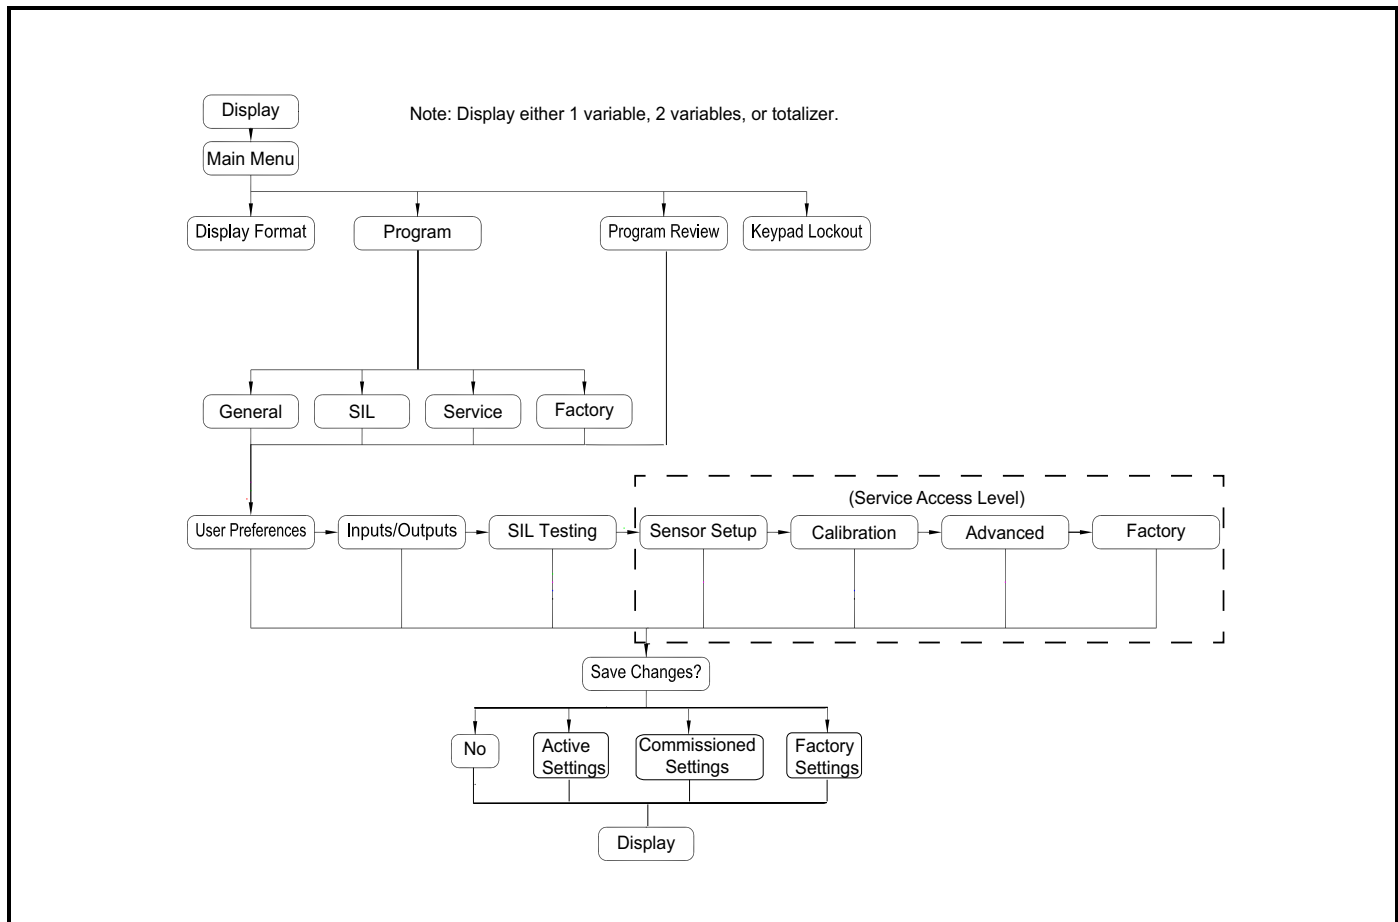 Display
Note: Display either 1 variable, 2 variables, or totalizer.
Main Menu
Display Format
Program
Program Review
Keypad Lockout
General
SIL
Service
Factory
(Service Access Level)
User Preferences
Inputs/Outputs
SIL Testing
Sensor Setup
Calibration
Advanced
Factory
Save Changes?
No
Active
Settings
Commissioned
Settings
Factory
Settings
Display